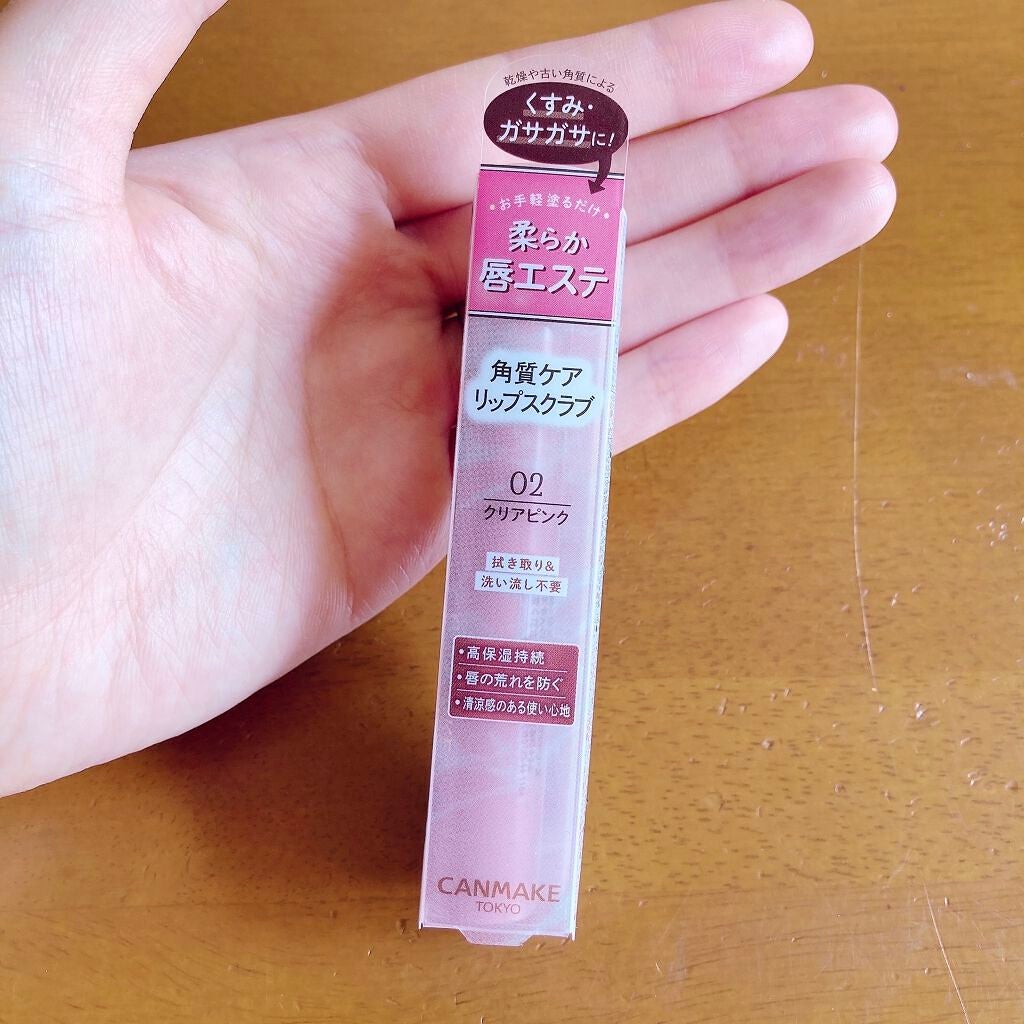 乾燥や古い角質による
くすみ・
ガサガサに!
•お手軽塗るだけ•
柔らか
唇エステ
角質ケア
リップスクラブ
02
クリアピンク
拭き取り&
洗い流し不要
•高保湿持続
•唇の荒れを防ぐ
•清涼感のある使い心地
CANMAKE
TOKYO